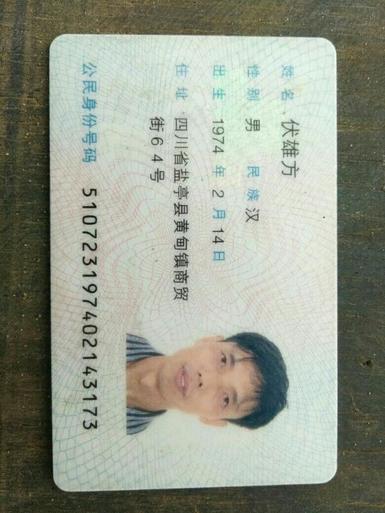 姓名 伏雄方
性别 男 民族 汉
出生 1974 年 2 月 14 日
住址 四川省盐亭县黄甸镇商贸
街64号
公民身份号码 510723197402143173